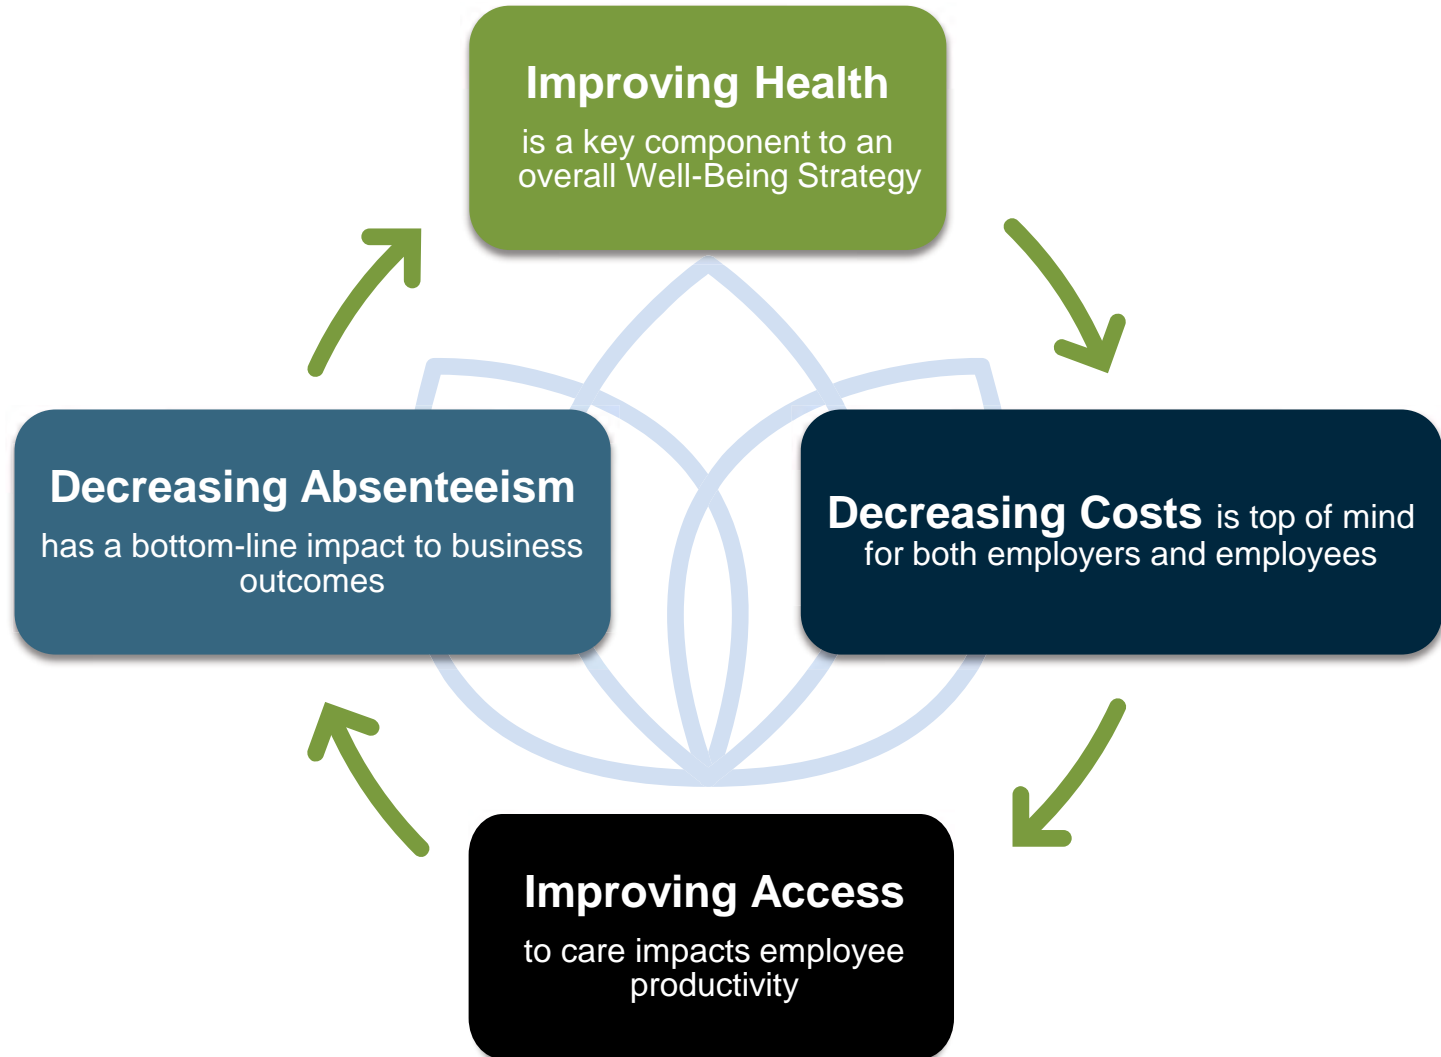 Improving Health
is a key component to an
overall Well-Being Strategy
Decreasing Absenteeism
has a bottom-line impact to business
outcomes
Decreasing Costs is top of mind
for both employers and employees
Improving Access
to care impacts employee
productivity